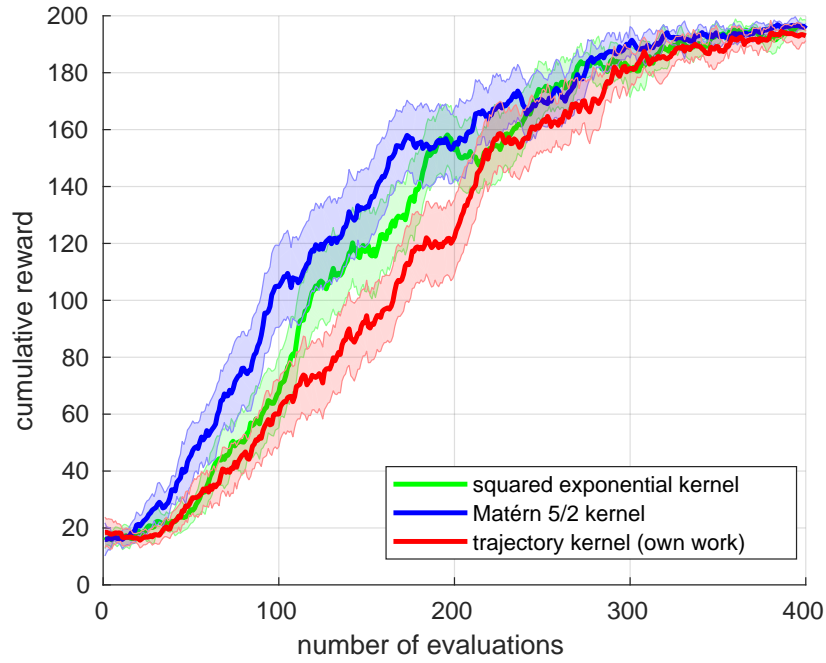 200
180
160
140
120
100
80
60
40
20
0
cumulative reward
squared exponential kernel
Matérn 5/2 kernel
trajectory kernel (own work)
0 100 200 300 400
number of evaluations